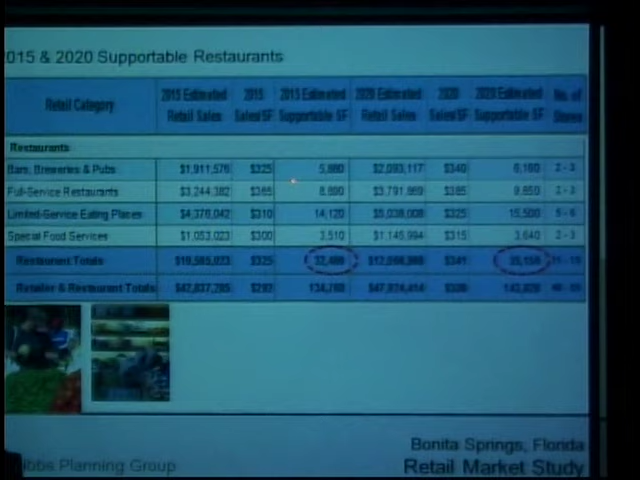 015 & 2020 Supportable Restaurants
Retail Category 2015 Estimated Retail Sales 2015 Sales/SF 2015 Estimated Supportable SF 2020 Estimated Retail Sales 2020 Sales/SF 2020 Estimated Supportable SF No. of Stores
Restaurants
Bars, Breweries & Pubs $1,911,576 $325 5,880 $2,093,117 $340 6,160 2 - 3
Full-Service Restaurants $3,244,382 $365 8,890 $3,791,869 $385 9,850 2 - 3
Limited-Service Eating Places $4,376,042 $310 14,120 $5,038,008 $325 15,500 5 - 6
Special Food Services $1,053,023 $300 3,510 $1,145,994 $315 3,640 2 - 3
Restaurant Totals $325 $341
Retailer & Restaurant Totals
Bonita Springs, Florida
bbs Planning Group
Retail Market Study